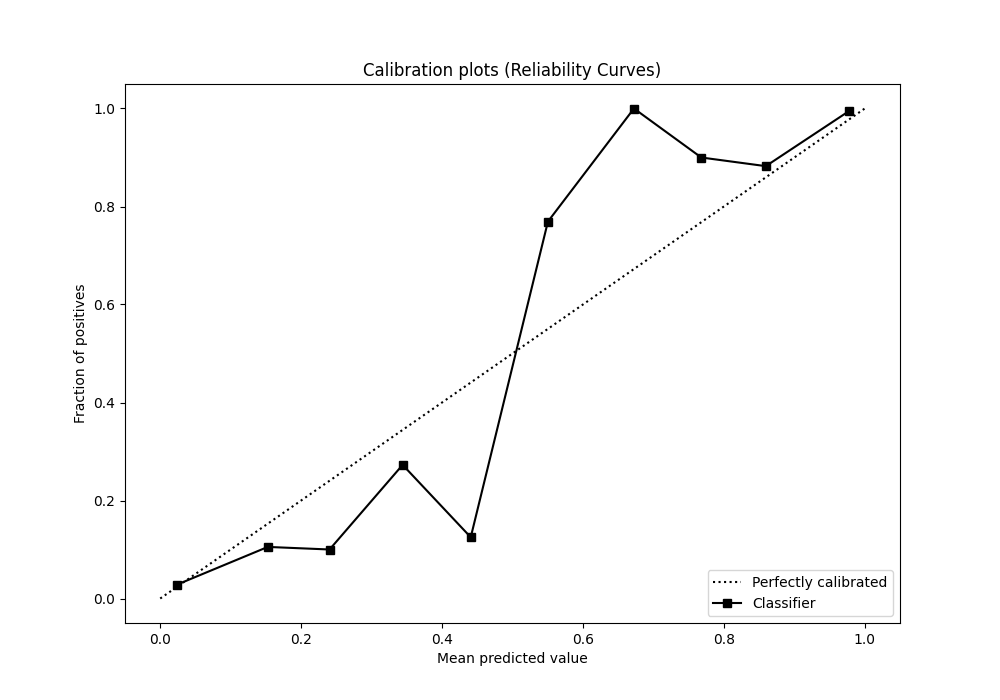 Calibration plots (Reliability Curves)
1.0
0.8
0.6
0.4
0.2
0.0
Fraction of positives
0.0 0.2 0.4 0.6 0.8 1.0
Mean predicted value
Perfectly calibrated
Classifier